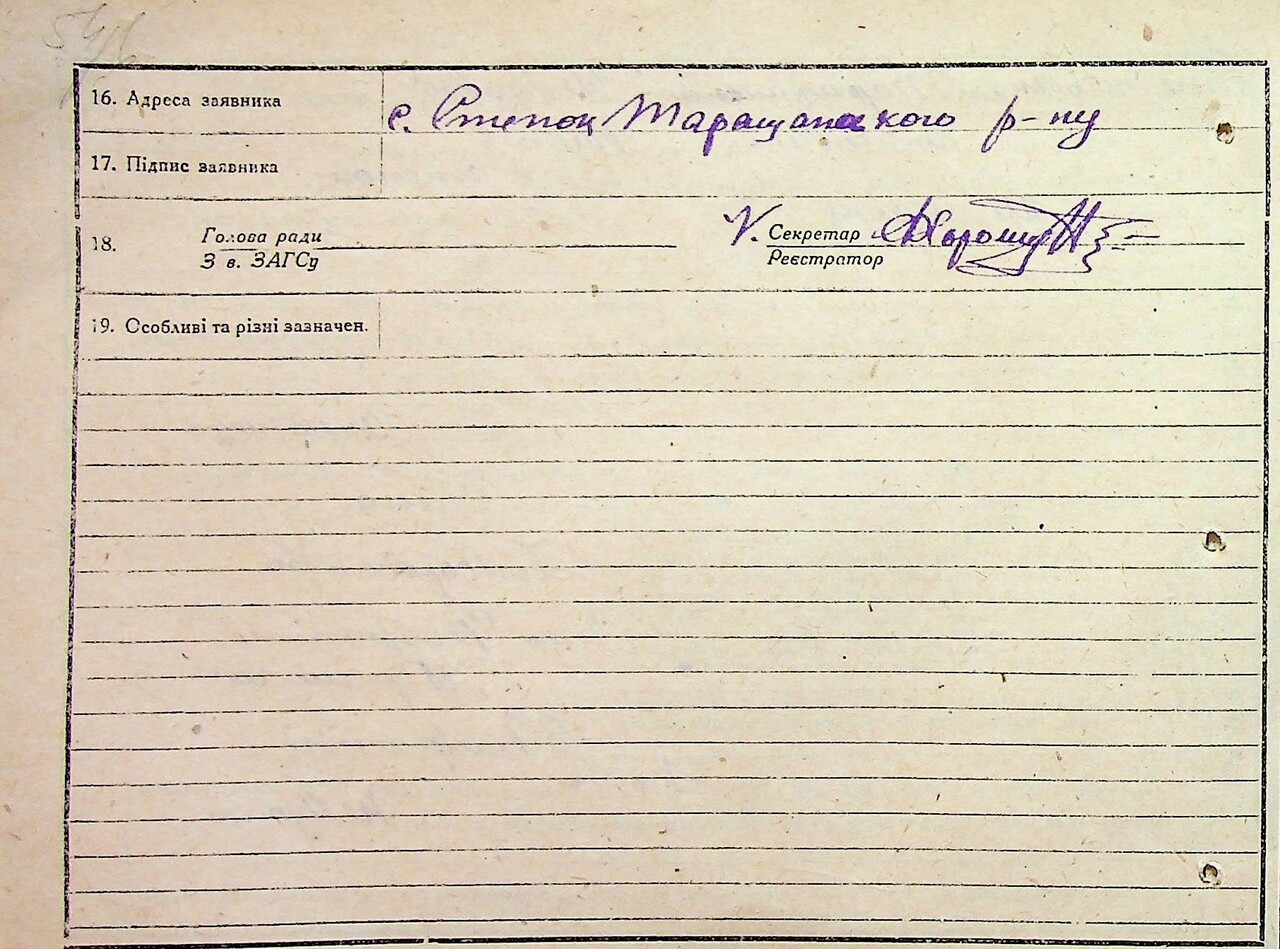 16. Адреса заявника
с. Степок Таращанського р-ну
17. Підпис заявника
18. Голова ради
З в. ЗАГСу
V. Секретар
Реєстратор
19. Особливі та різні зазначен.